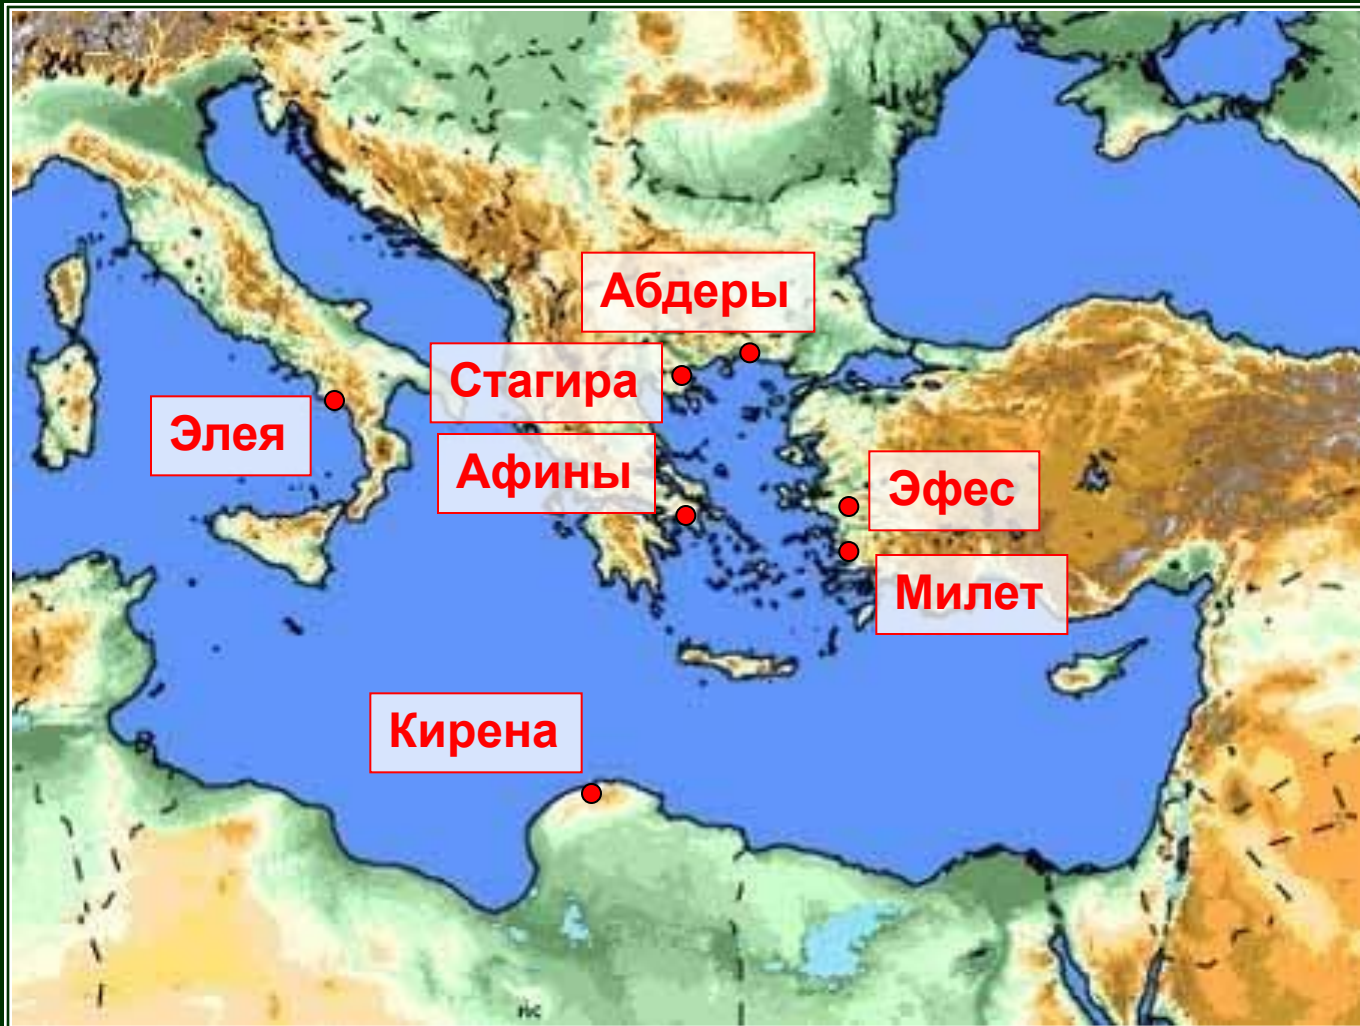 Абдеры
Стагира
Элея
Афины
Эфес
Милет
Кирена